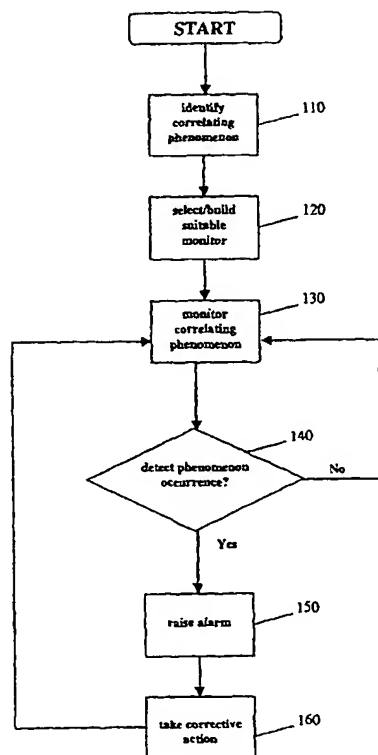 START
identify
correlating
phenomenon
110
select/build
suitable
monitor
120
monitor
correlating
phenomenon
130
detect phenomenon
occurrence?
140
No
Yes
raise alarm
150
take corrective
action
160